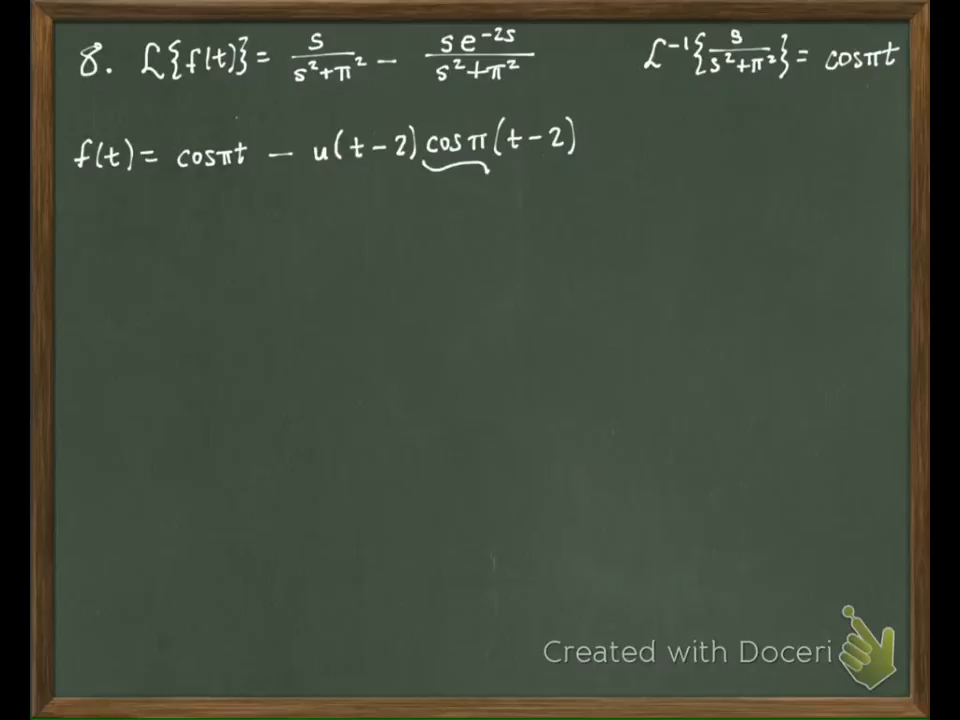 8. ℒ{f(t)} = s/(s²+π²) − se^(−2s)/(s²+π²) ℒ⁻¹{s/(s²+π²)} = cosπt
f(t) = cosπt − u(t−2) cosπ(t−2)
Created with Doceri